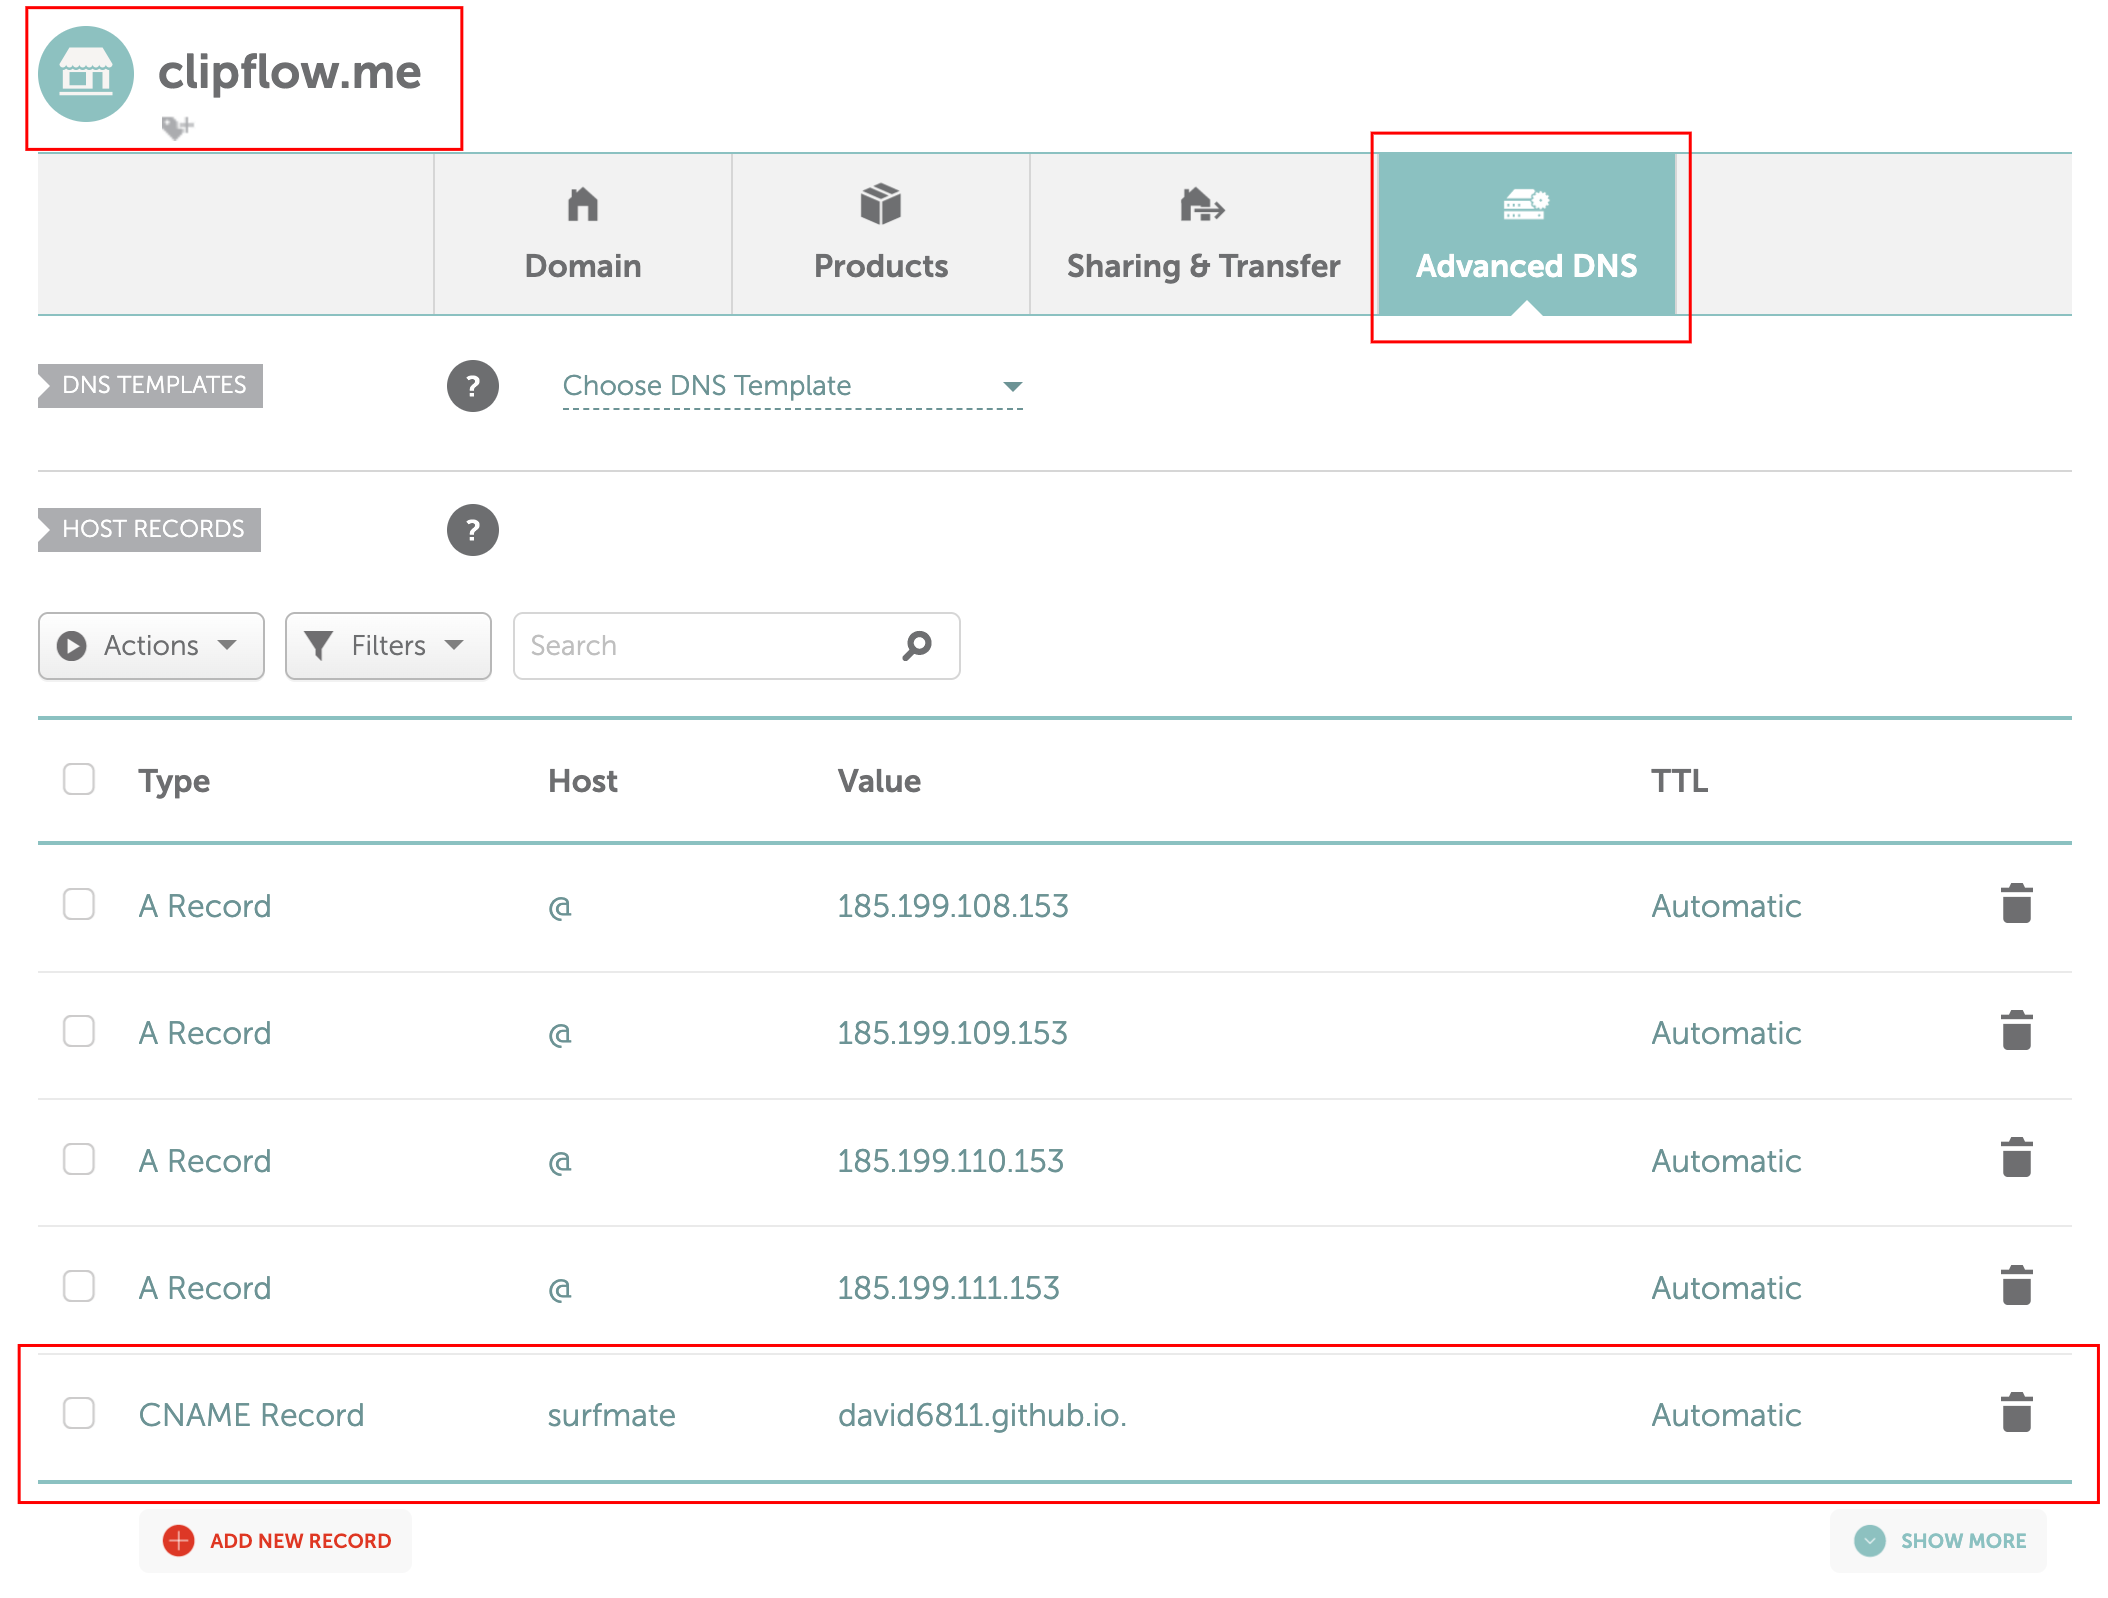 clipflow.me
Domain
Products
Sharing & Transfer
Advanced DNS
DNS TEMPLATES
?
Choose DNS Template
HOST RECORDS
?
Actions
Filters
Search
Type Host Value TTL
A Record @ 185.199.108.153 Automatic
A Record @ 185.199.109.153 Automatic
A Record @ 185.199.110.153 Automatic
A Record @ 185.199.111.153 Automatic
CNAME Record surfmate david6811.github.io. Automatic
ADD NEW RECORD
SHOW MORE